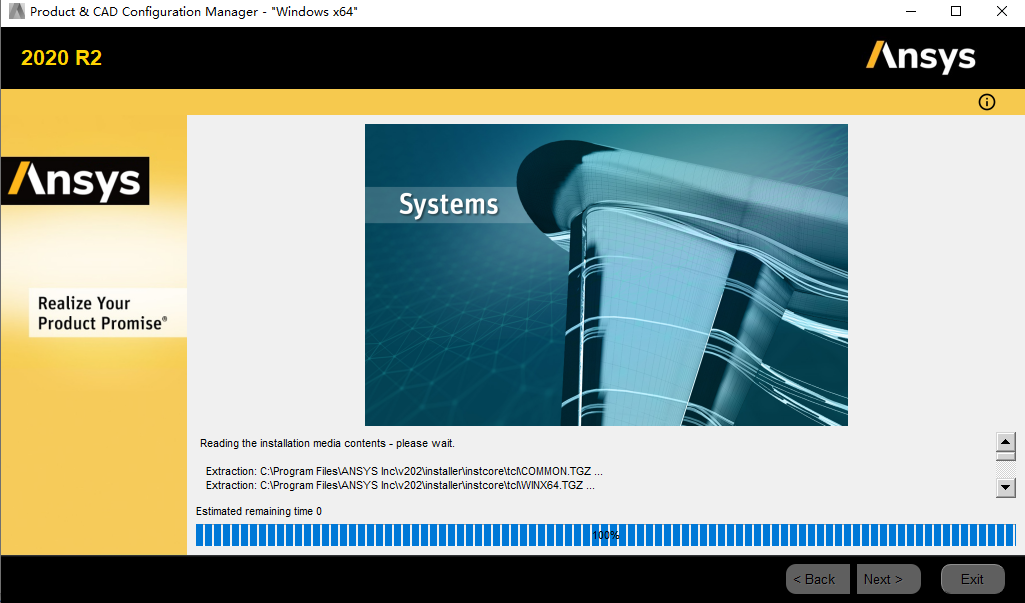 Product & CAD Configuration Manager - "Windows x64"
2020 R2
Ansys
Ansys
Systems
Realize Your
Product Promise®
Reading the installation media contents - please wait.
Extraction: C:\Program Files\ANSYS Inc\v202\installer\instcore\tcl\COMMON.TGZ ...
Extraction: C:\Program Files\ANSYS Inc\v202\installer\instcore\tcl\WINX64.TGZ ...
Estimated remaining time 0
100%
< Back
Next >
Exit